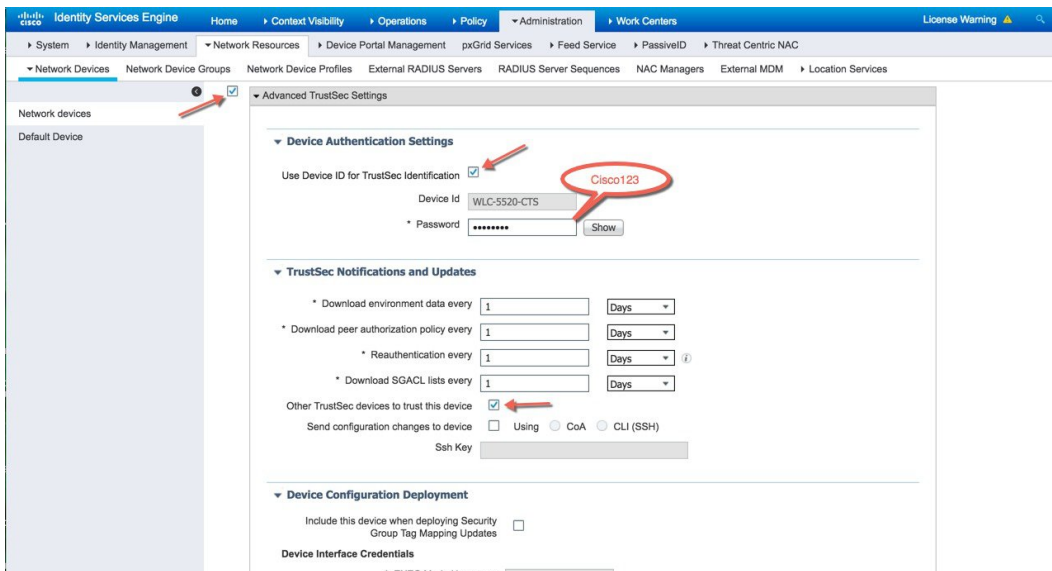 cisco Identity Services Engine Home Context Visibility Operations Policy Administration Work Centers License Warning
System Identity Management Network Resources Device Portal Management pxGrid Services Feed Service PassiveID Threat Centric NAC
Network Devices Network Device Groups Network Device Profiles External RADIUS Servers RADIUS Server Sequences NAC Managers External MDM Location Services
Network devices
Default Device
Advanced TrustSec Settings
Device Authentication Settings
Use Device ID for TrustSec Identification
Cisco123
Device Id WLC-5520-CTS
* Password •••••••• Show
TrustSec Notifications and Updates
* Download environment data every 1 Days
* Download peer authorization policy every 1 Days
* Reauthentication every 1 Days
* Download SGACL lists every 1 Days
Other TrustSec devices to trust this device
Send configuration changes to device Using CoA CLI (SSH)
Ssh Key
Device Configuration Deployment
Include this device when deploying Security
Group Tag Mapping Updates
Device Interface Credentials